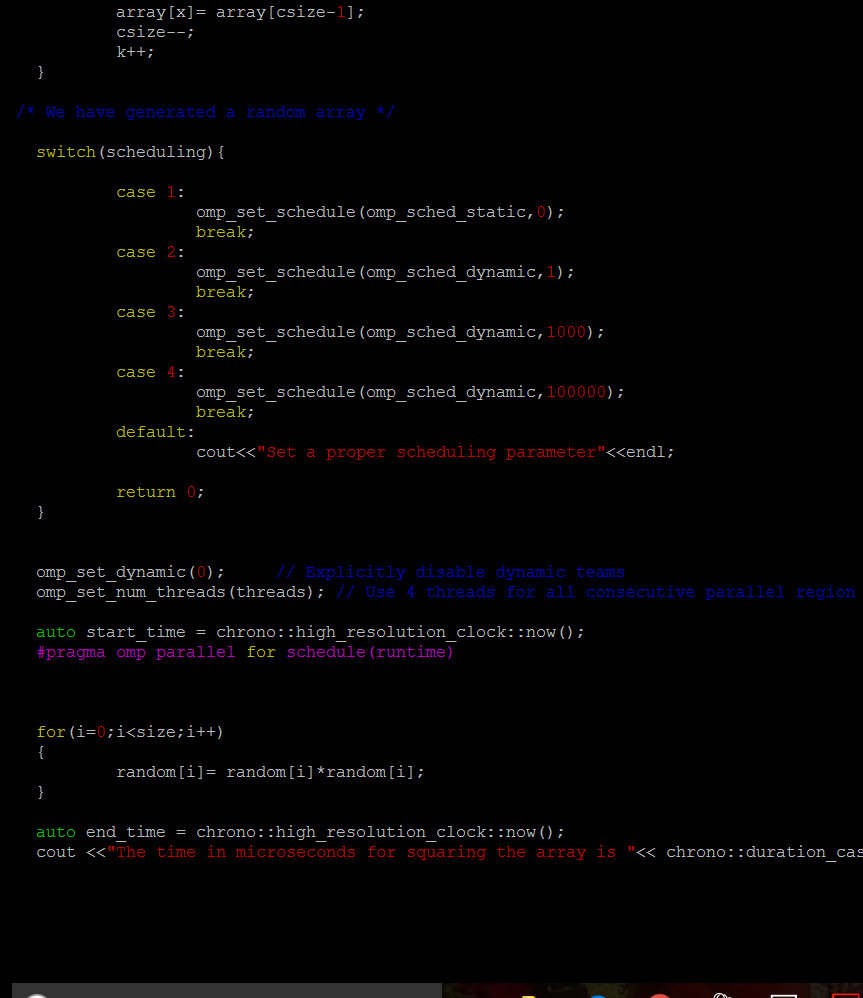 array[x]= array[csize-1];
csize--;
k++;
}
/* We have generated a random array */
switch(scheduling){
case 1:
omp_set_schedule(omp_sched_static,0);
break;
case 2:
omp_set_schedule(omp_sched_dynamic,1);
break;
case 3:
omp_set_schedule(omp_sched_dynamic,1000);
break;
case 4:
omp_set_schedule(omp_sched_dynamic,100000);
break;
default:
cout<<"Set a proper scheduling parameter"<<endl;
return 0;
}
omp_set_dynamic(0);     // Explicitly disable dynamic teams
omp_set_num_threads(threads); // Use 4 threads for all consecutive parallel region
auto start_time = chrono::high_resolution_clock::now();
#pragma omp parallel for schedule(runtime)
for(i=0;i<size;i++)
{
random[i]= random[i]*random[i];
}
auto end_time = chrono::high_resolution_clock::now();
cout <<"The time in microseconds for squaring the array is "<< chrono::duration_cas